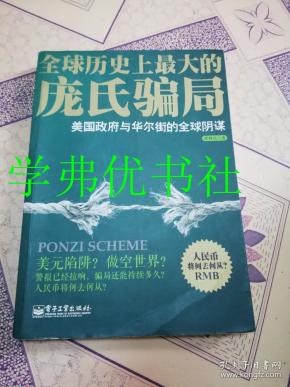 全球历史上最大的
庞氏骗局
美国政府与华尔街的全球阴谋
学弗优书社
PONZI SCHEME
美元陷阱？做空世界？
警报已经拉响，骗局还能持续多久？
人民币将何去何从？
人民币
将何去何从？
RMB
电子工业出版社